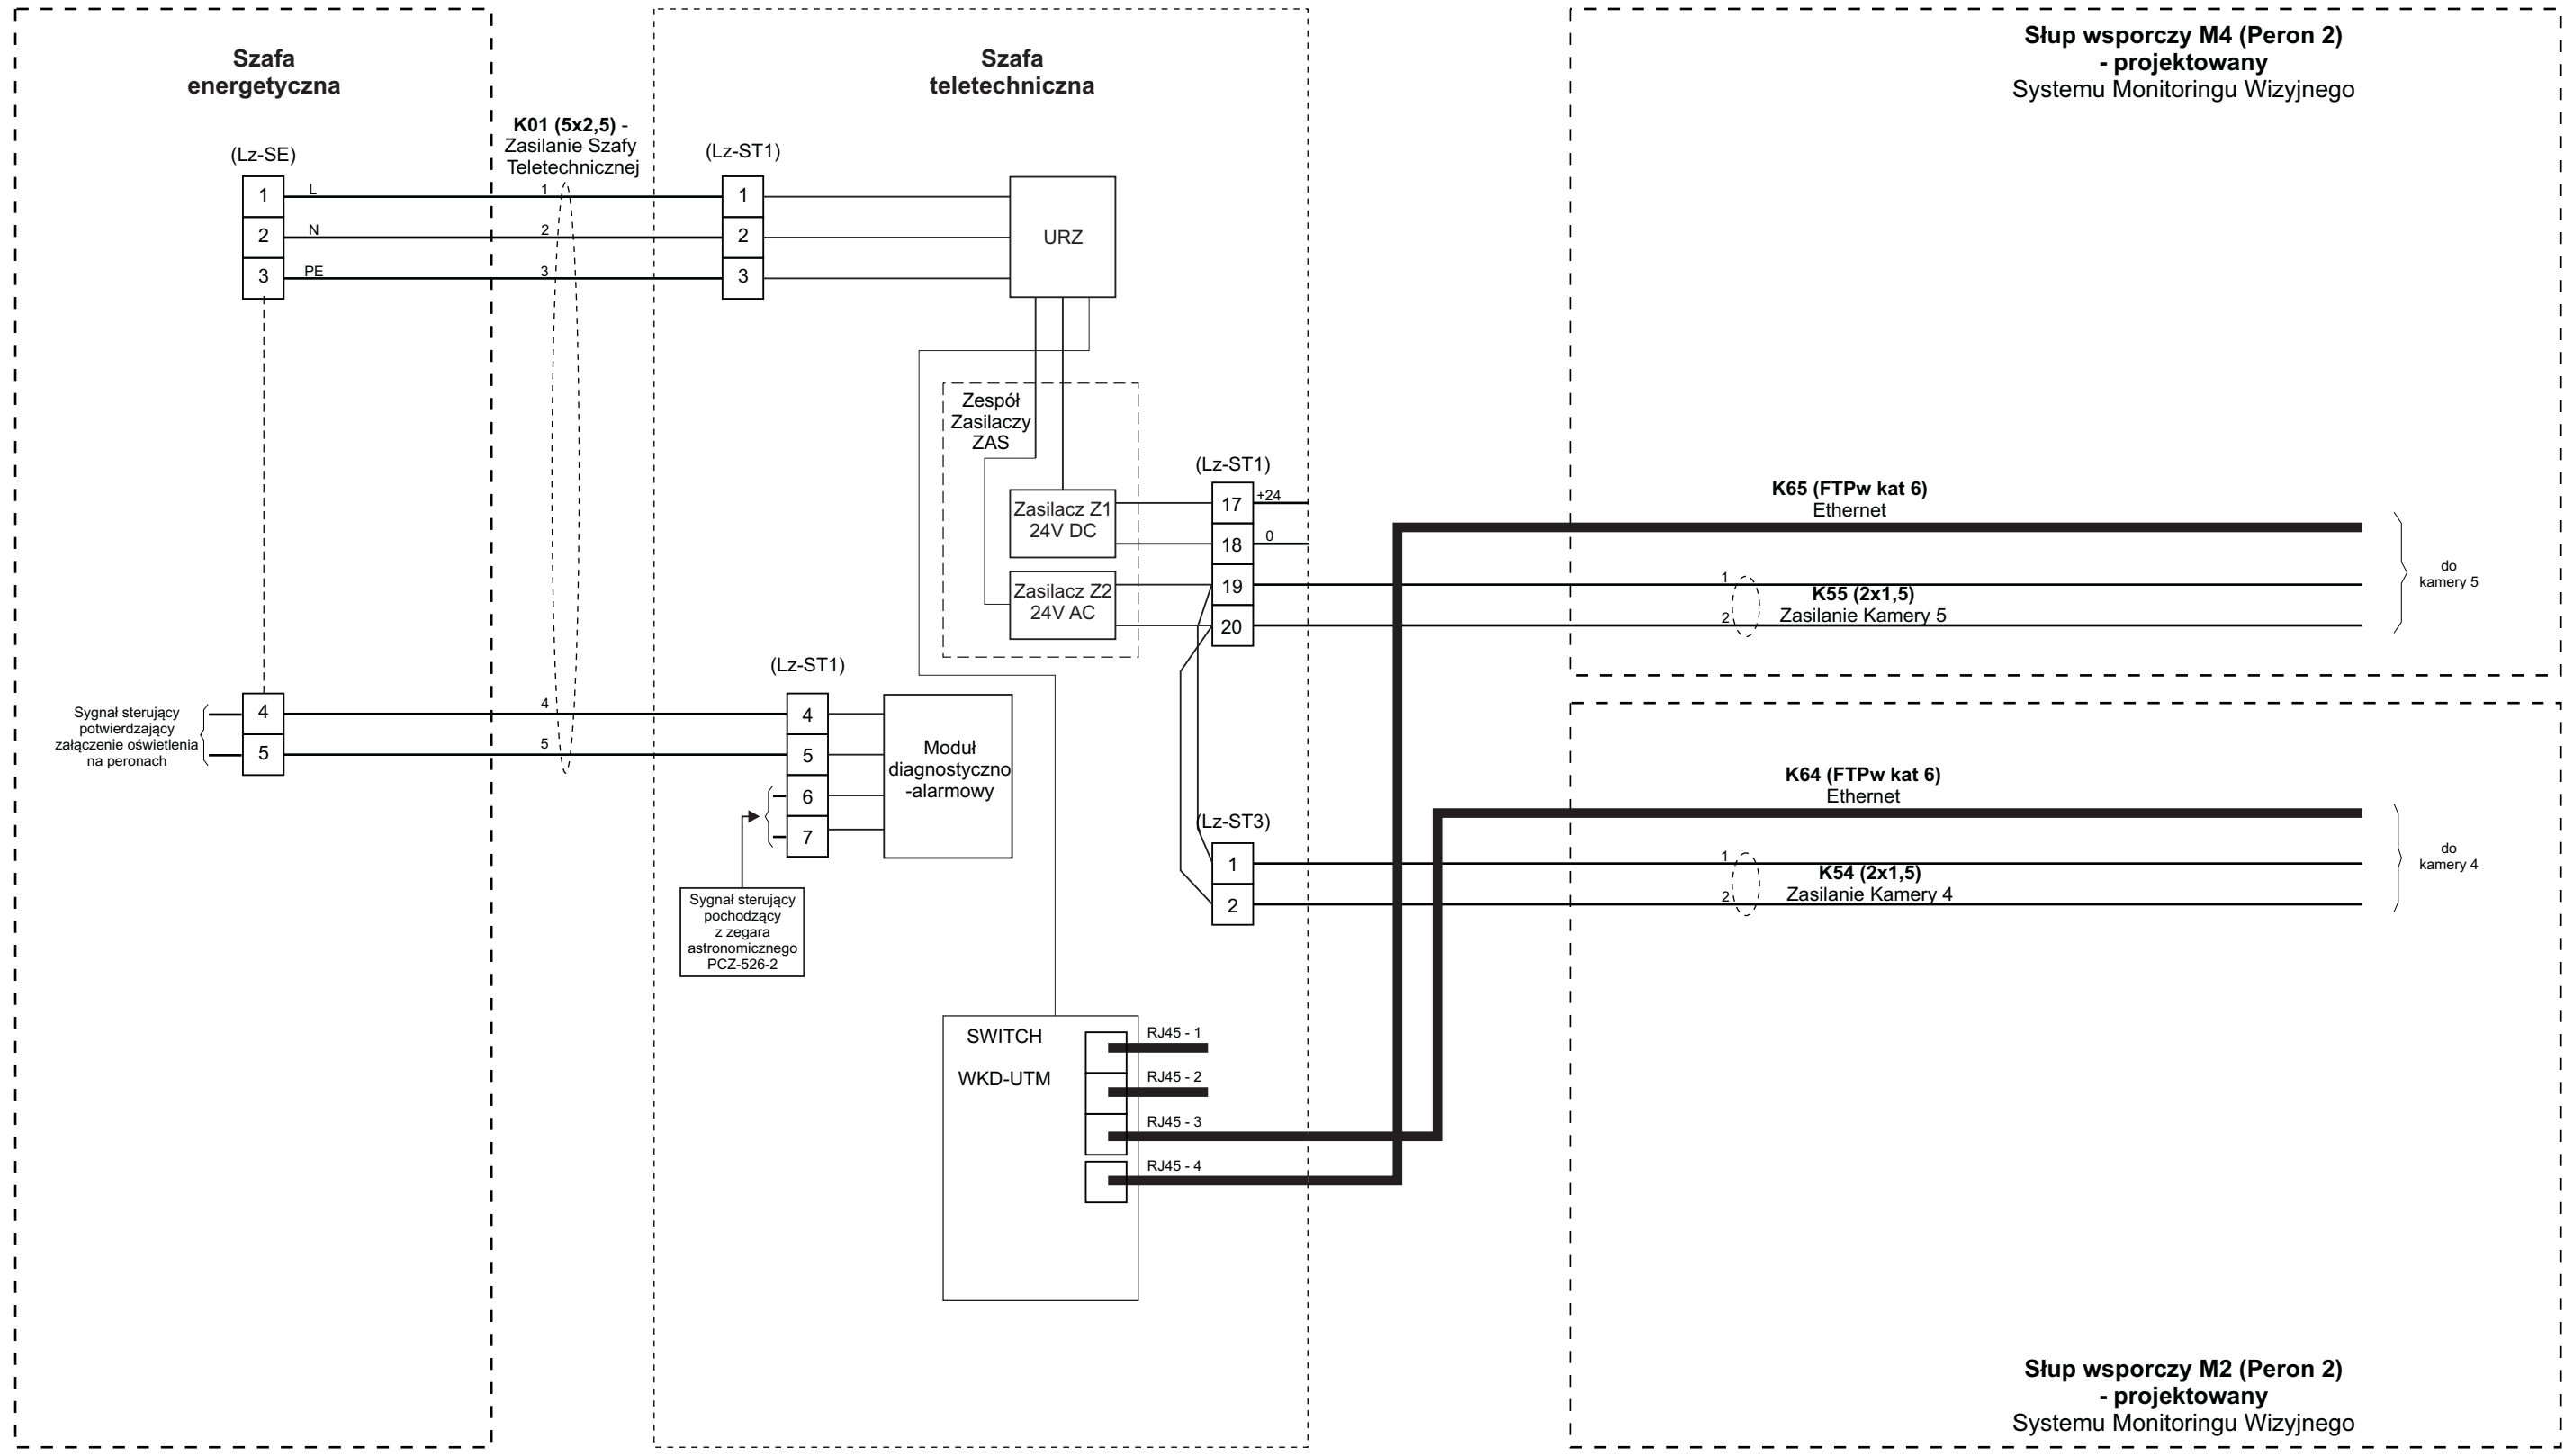 Szafa
energetyczna
(Lz-SE)
1
2
3
L
N
PE
K01 (5x2,5) -
Zasilanie Szafy
Teletechnicznej
1
2
3
4
5
Sygnał sterujący
potwierdzający
załączenie oświetlenia
na peronach
4
5
Szafa
teletechniczna
(Lz-ST1)
1
2
3
URZ
Zespół
Zasilaczy
ZAS
Zasilacz Z1
24V DC
Zasilacz Z2
24V AC
(Lz-ST1)
17
18
19
20
+24
0
(Lz-ST1)
4
5
6
7
Moduł
diagnostyczno
-alarmowy
Sygnał sterujący
pochodzący
z zegara
astronomicznego
PCZ-526-2
(Lz-ST3)
1
2
SWITCH
WKD-UTM
RJ45 - 1
RJ45 - 2
RJ45 - 3
RJ45 - 4
Słup wsporczy M4 (Peron 2)
- projektowany
Systemu Monitoringu Wizyjnego
K65 (FTPw kat 6)
Ethernet
1
2
K55 (2x1,5)
Zasilanie Kamery 5
do
kamery 5
K64 (FTPw kat 6)
Ethernet
1
2
K54 (2x1,5)
Zasilanie Kamery 4
do
kamery 4
Słup wsporczy M2 (Peron 2)
- projektowany
Systemu Monitoringu Wizyjnego